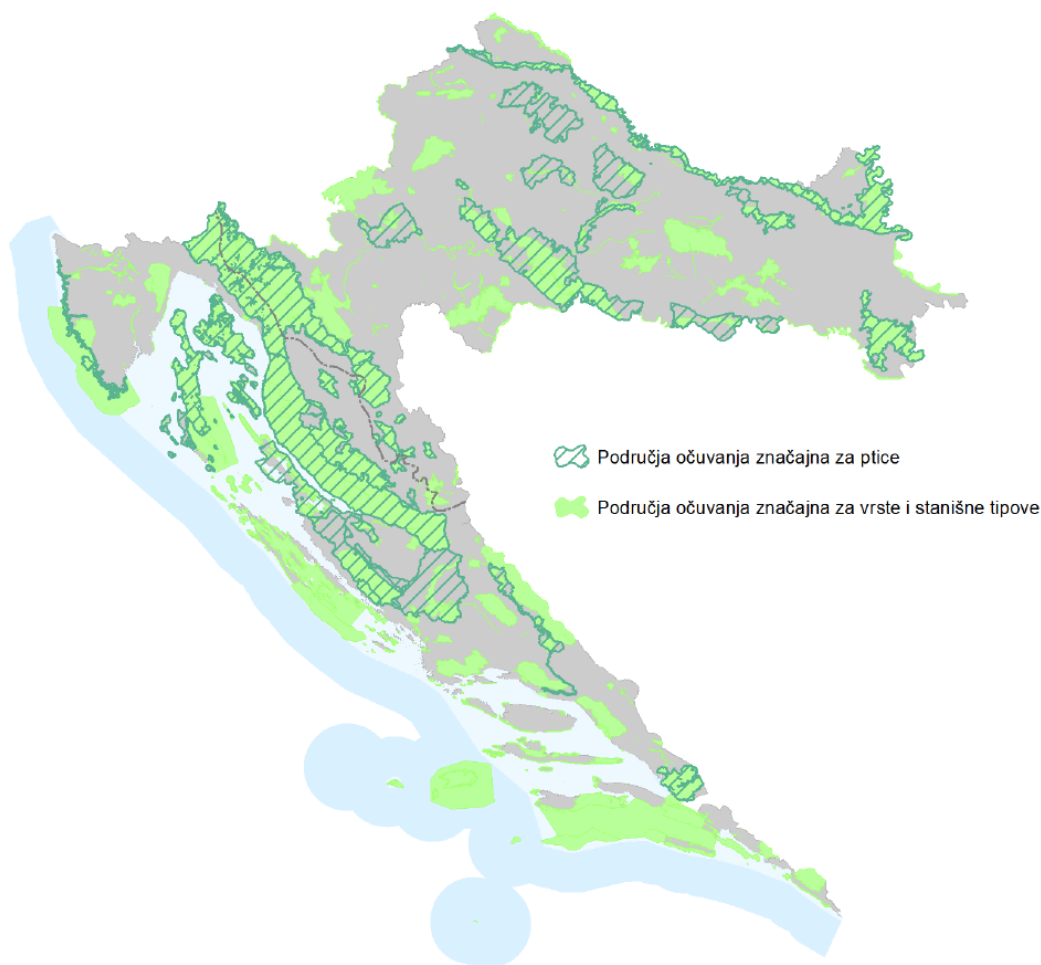 Područja očuvanja značajna za ptice
Područja očuvanja značajna za vrste i stanišne tipove